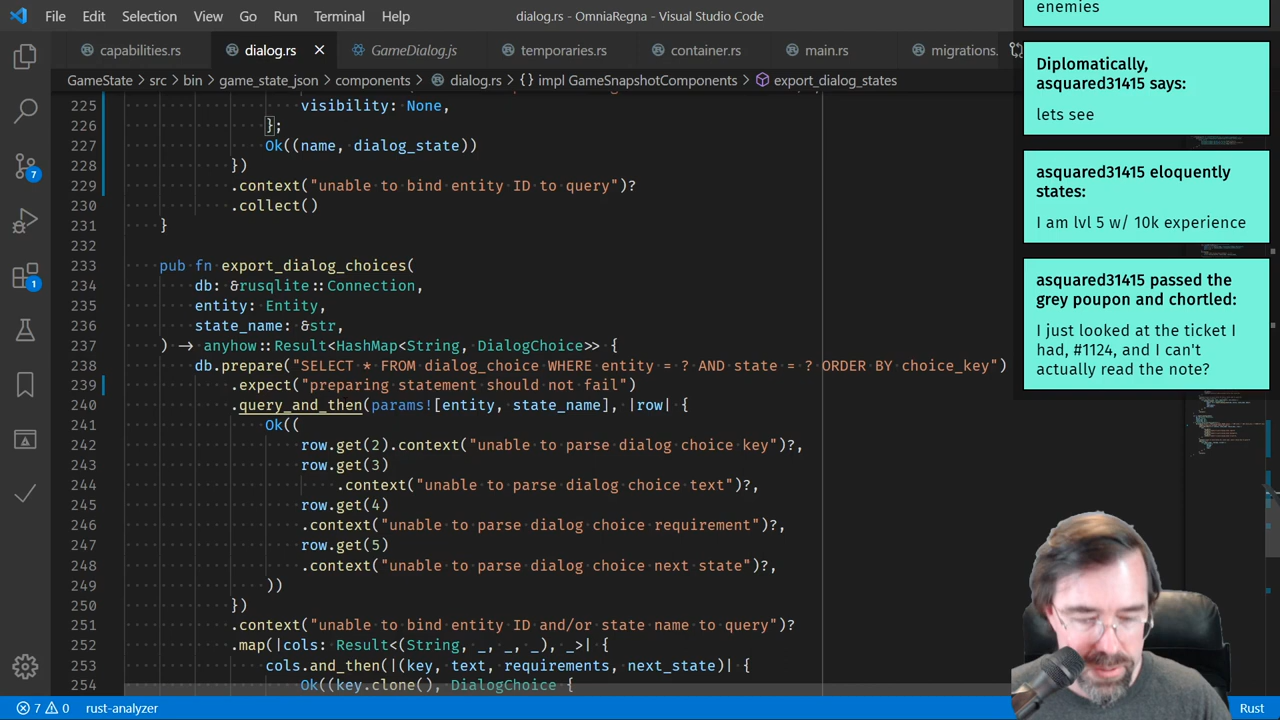 File Edit Selection View Go Run Terminal Help
dialog.rs - OmniaRegna - Visual Studio Code
capabilities.rs dialog.rs GameDialog.js temporaries.rs container.rs main.rs migrations.
GameState > src > bin > game_state_json > components > dialog.rs > {} impl GameSnapshotComponents > export_dialog_states
225 visibility: None,
226 };
227 Ok((name, dialog_state))
228 })
229 .context("unable to bind entity ID to query")?
230 .collect()
231 }
232
233 pub fn export_dialog_choices(
234 db: &rusqlite::Connection,
235 entity: Entity,
236 state_name: &str,
237 ) -> anyhow::Result<HashMap<String, DialogChoice>> {
238 db.prepare("SELECT * FROM dialog_choice WHERE entity = ? AND state = ? ORDER BY choice_key")
239 .expect("preparing statement should not fail")
240 .query_and_then(params![entity, state_name], |row| {
241 Ok((
242 row.get(2).context("unable to parse dialog choice key")?,
243 row.get(3)
244 .context("unable to parse dialog choice text")?,
245 row.get(4)
246 .context("unable to parse dialog choice requirement")?,
247 row.get(5)
248 .context("unable to parse dialog choice next state")?,
249 ))
250 })
251 .context("unable to bind entity ID and/or state name to query")?
252 .map(|cols: Result<(String, _, _, _), _>| {
253 cols.and_then(|(key, text, requirements, next_state)| {
254 Ok((key.clone(), DialogChoice {
7
1
7 0 rust-analyzer
Rust
enemies
Diplomatically,
asquared31415 says:
lets see
asquared31415 eloquently
states:
I am lvl 5 w/ 10k experience
asquared31415 passed the
grey poupon and chortled:
I just looked at the ticket I
had, #1124, and I can't
actually read the note?